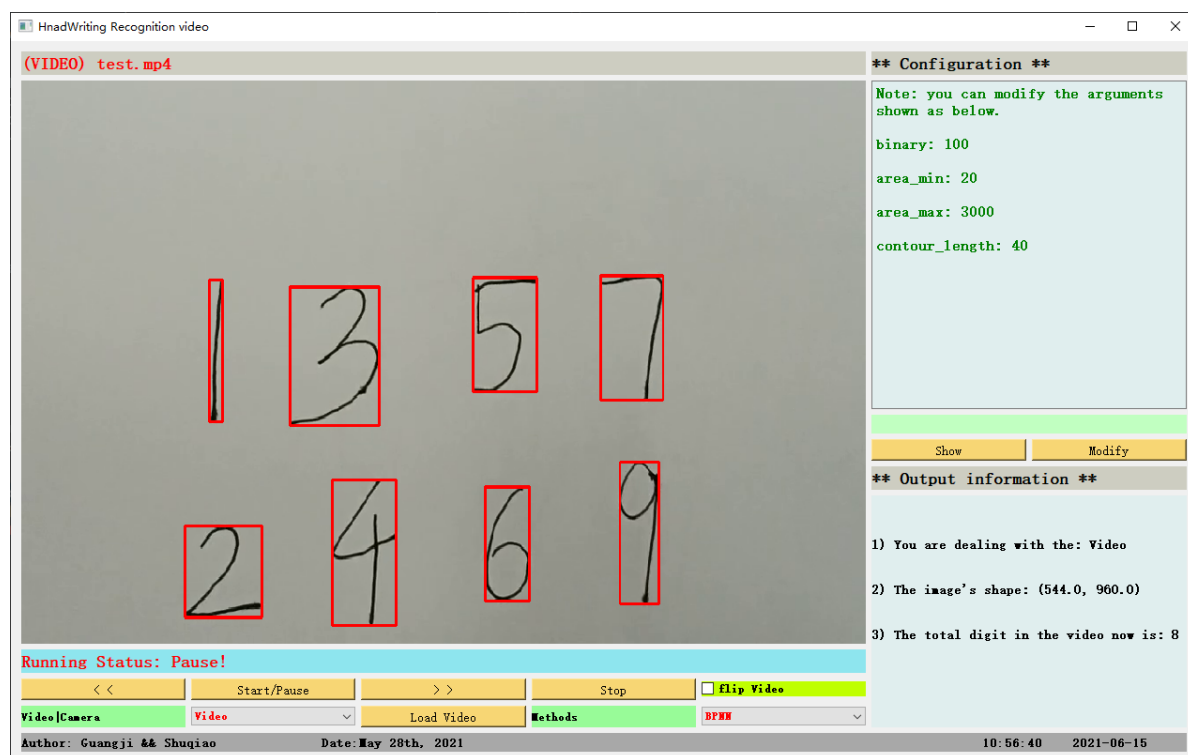 HnadWriting Recognition video
(VIDEO) test.mp4
1 3 5 7
2 4 6 9
Running Status: Pause!
<< Start/Pause >> Stop flip Video
Video|Camera Video Load Video Methods BPNN
** Configuration **
Note: you can modify the arguments
shown as below.
binary: 100
area_min: 20
area_max: 3000
contour_length: 40
Show Modify
** Output information **
1) You are dealing with the: Video
2) The image's shape: (544.0, 960.0)
3) The total digit in the video now is: 8
Author: Guangji && Shuqiao Date:May 28th, 2021 10:56:40 2021-06-15